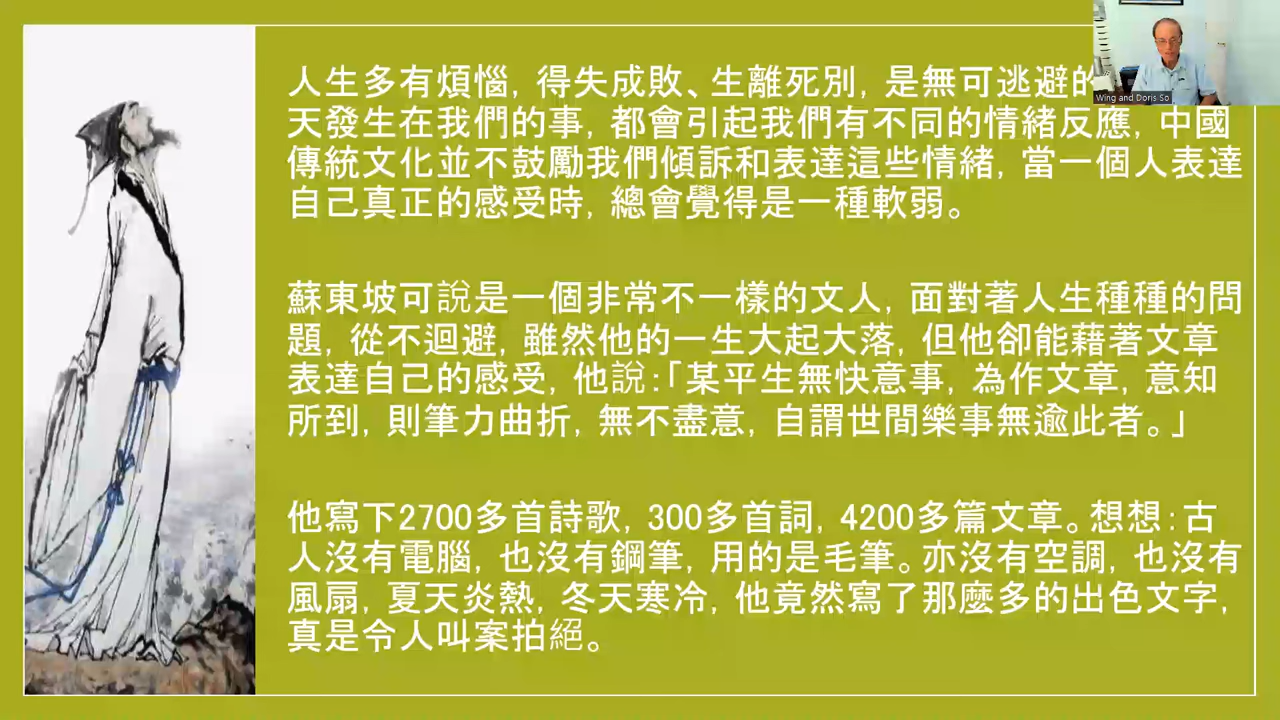 Wing and Doris So
人生多有煩惱，得失成敗、生離死別，是無可逃避的
天發生在我們的事，都會引起我們有不同的情緒反應，中國
傳統文化並不鼓勵我們傾訴和表達這些情緒，當一個人表達
自己真正的感受時，總會覺得是一種軟弱。
蘇東坡可說是一個非常不一樣的文人，面對著人生種種的問
題，從不迴避，雖然他的一生大起大落，但他卻能藉著文章
表達自己的感受，他說：「某平生無快意事，為作文章，意知
所到，則筆力曲折，無不盡意，自謂世間樂事無逾此者。」
他寫下2700多首詩歌，300多首詞，4200多篇文章。想想：古
人沒有電腦，也沒有鋼筆，用的是毛筆。亦沒有空調，也沒有
風扇，夏天炎熱，冬天寒冷，他竟然寫了那麼多的出色文字，
真是令人叫案拍絕。